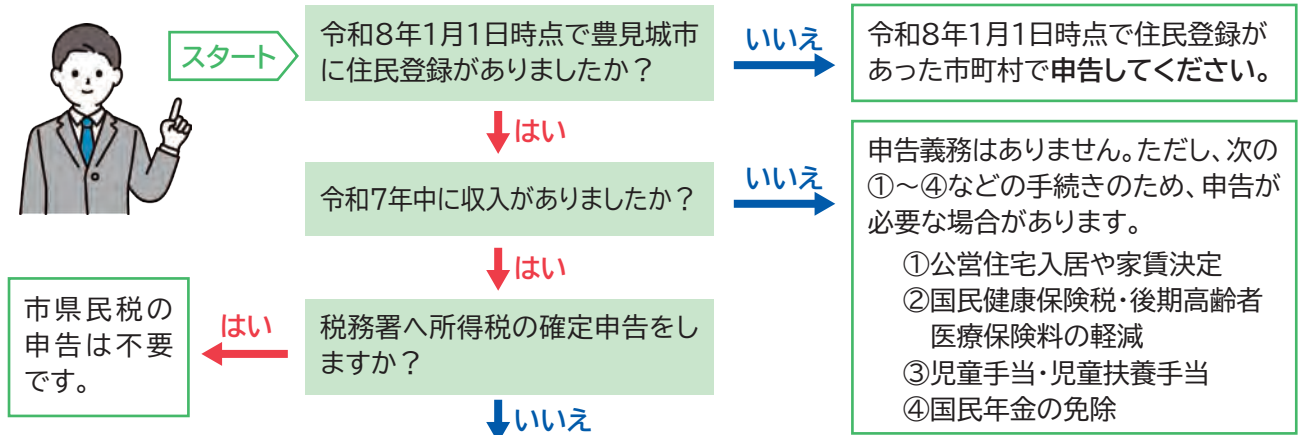 スタート
令和8年1月1日時点で豊見城市
に住民登録がありましたか？
いいえ
令和8年1月1日時点で住民登録が
あった市町村で申告してください。
はい
令和7年中に収入がありましたか？
いいえ
申告義務はありません。ただし、次の
①～④などの手続きのため、申告が
必要な場合があります。
①公営住宅入居や家賃決定
②国民健康保険税・後期高齢者
医療保険料の軽減
③児童手当・児童扶養手当
④国民年金の免除
はい
税務署へ所得税の確定申告をし
ますか？
はい
市県民税の
申告は不要
です。
いいえ